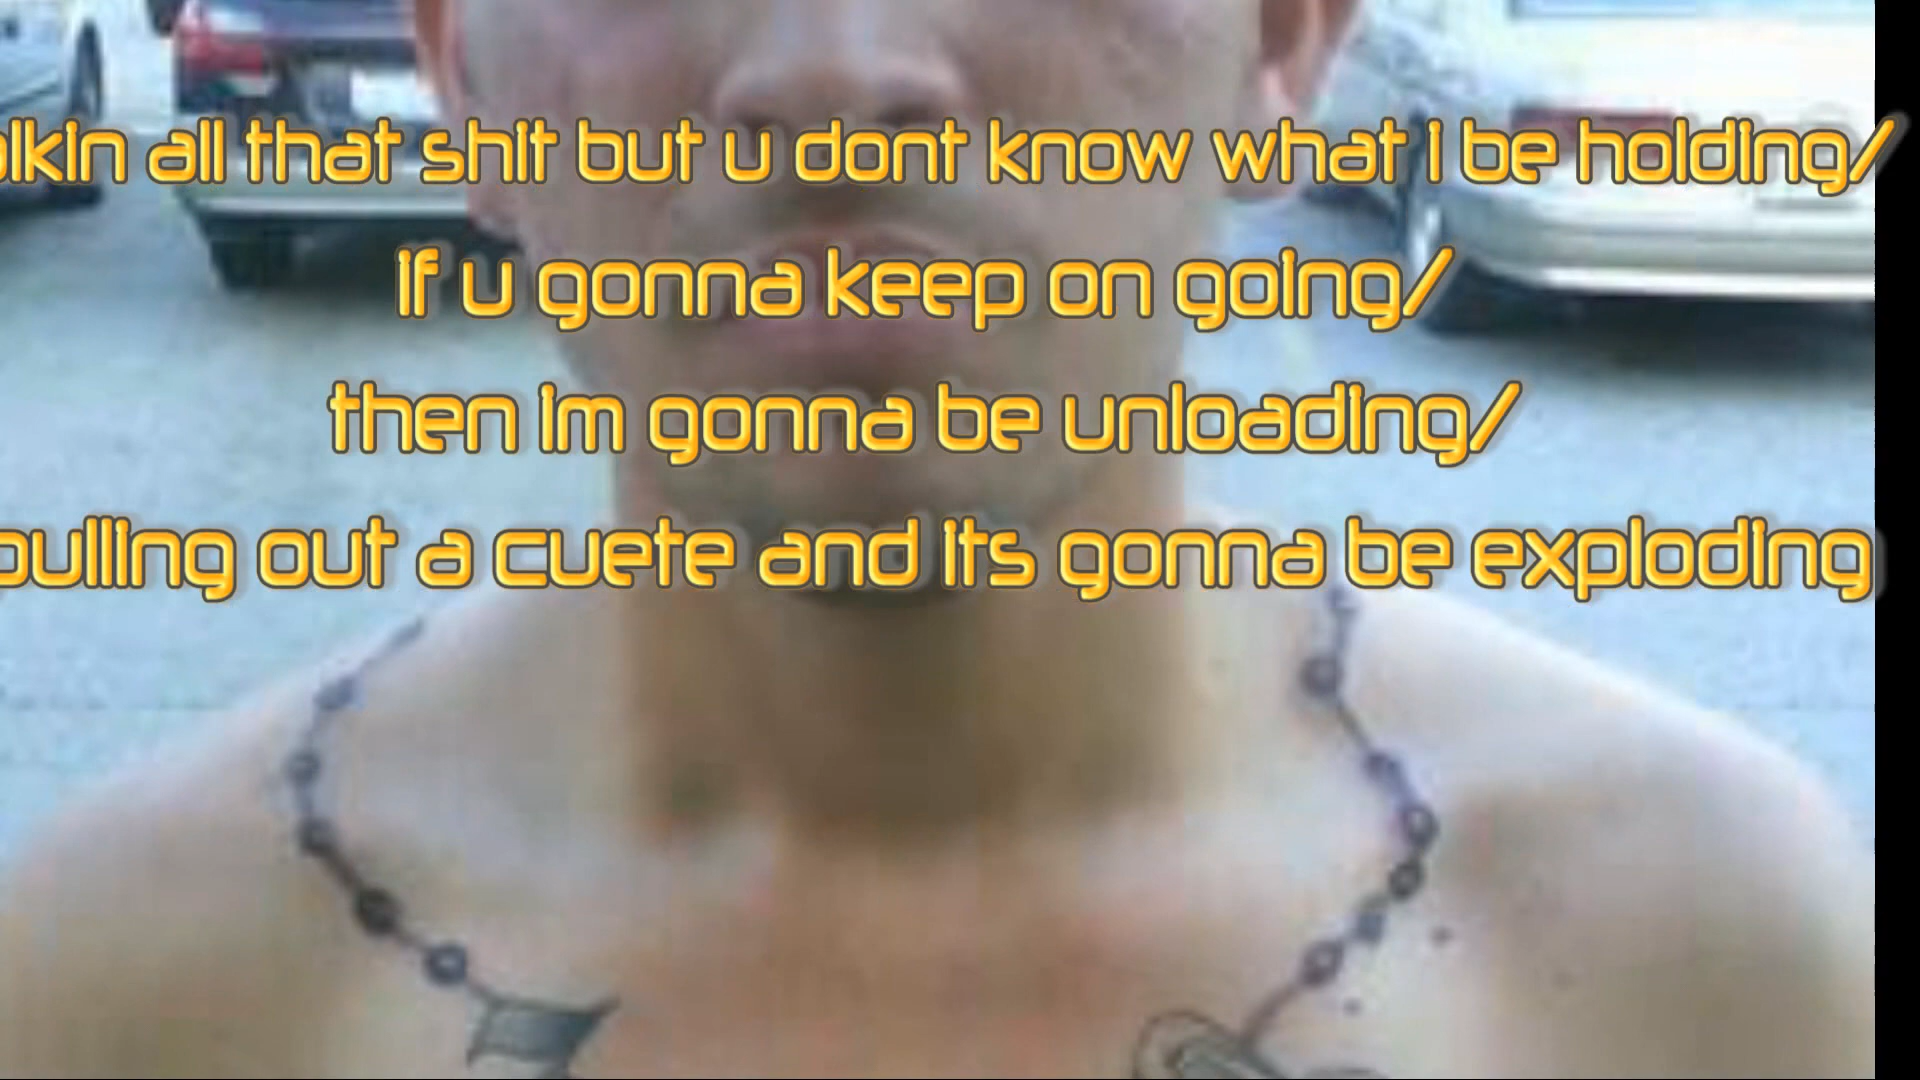 all that shit but u dont know what i be holding/
if u gonna keep on going/
then im gonna be unloading/
pulling out a cuete and its gonna be exploding